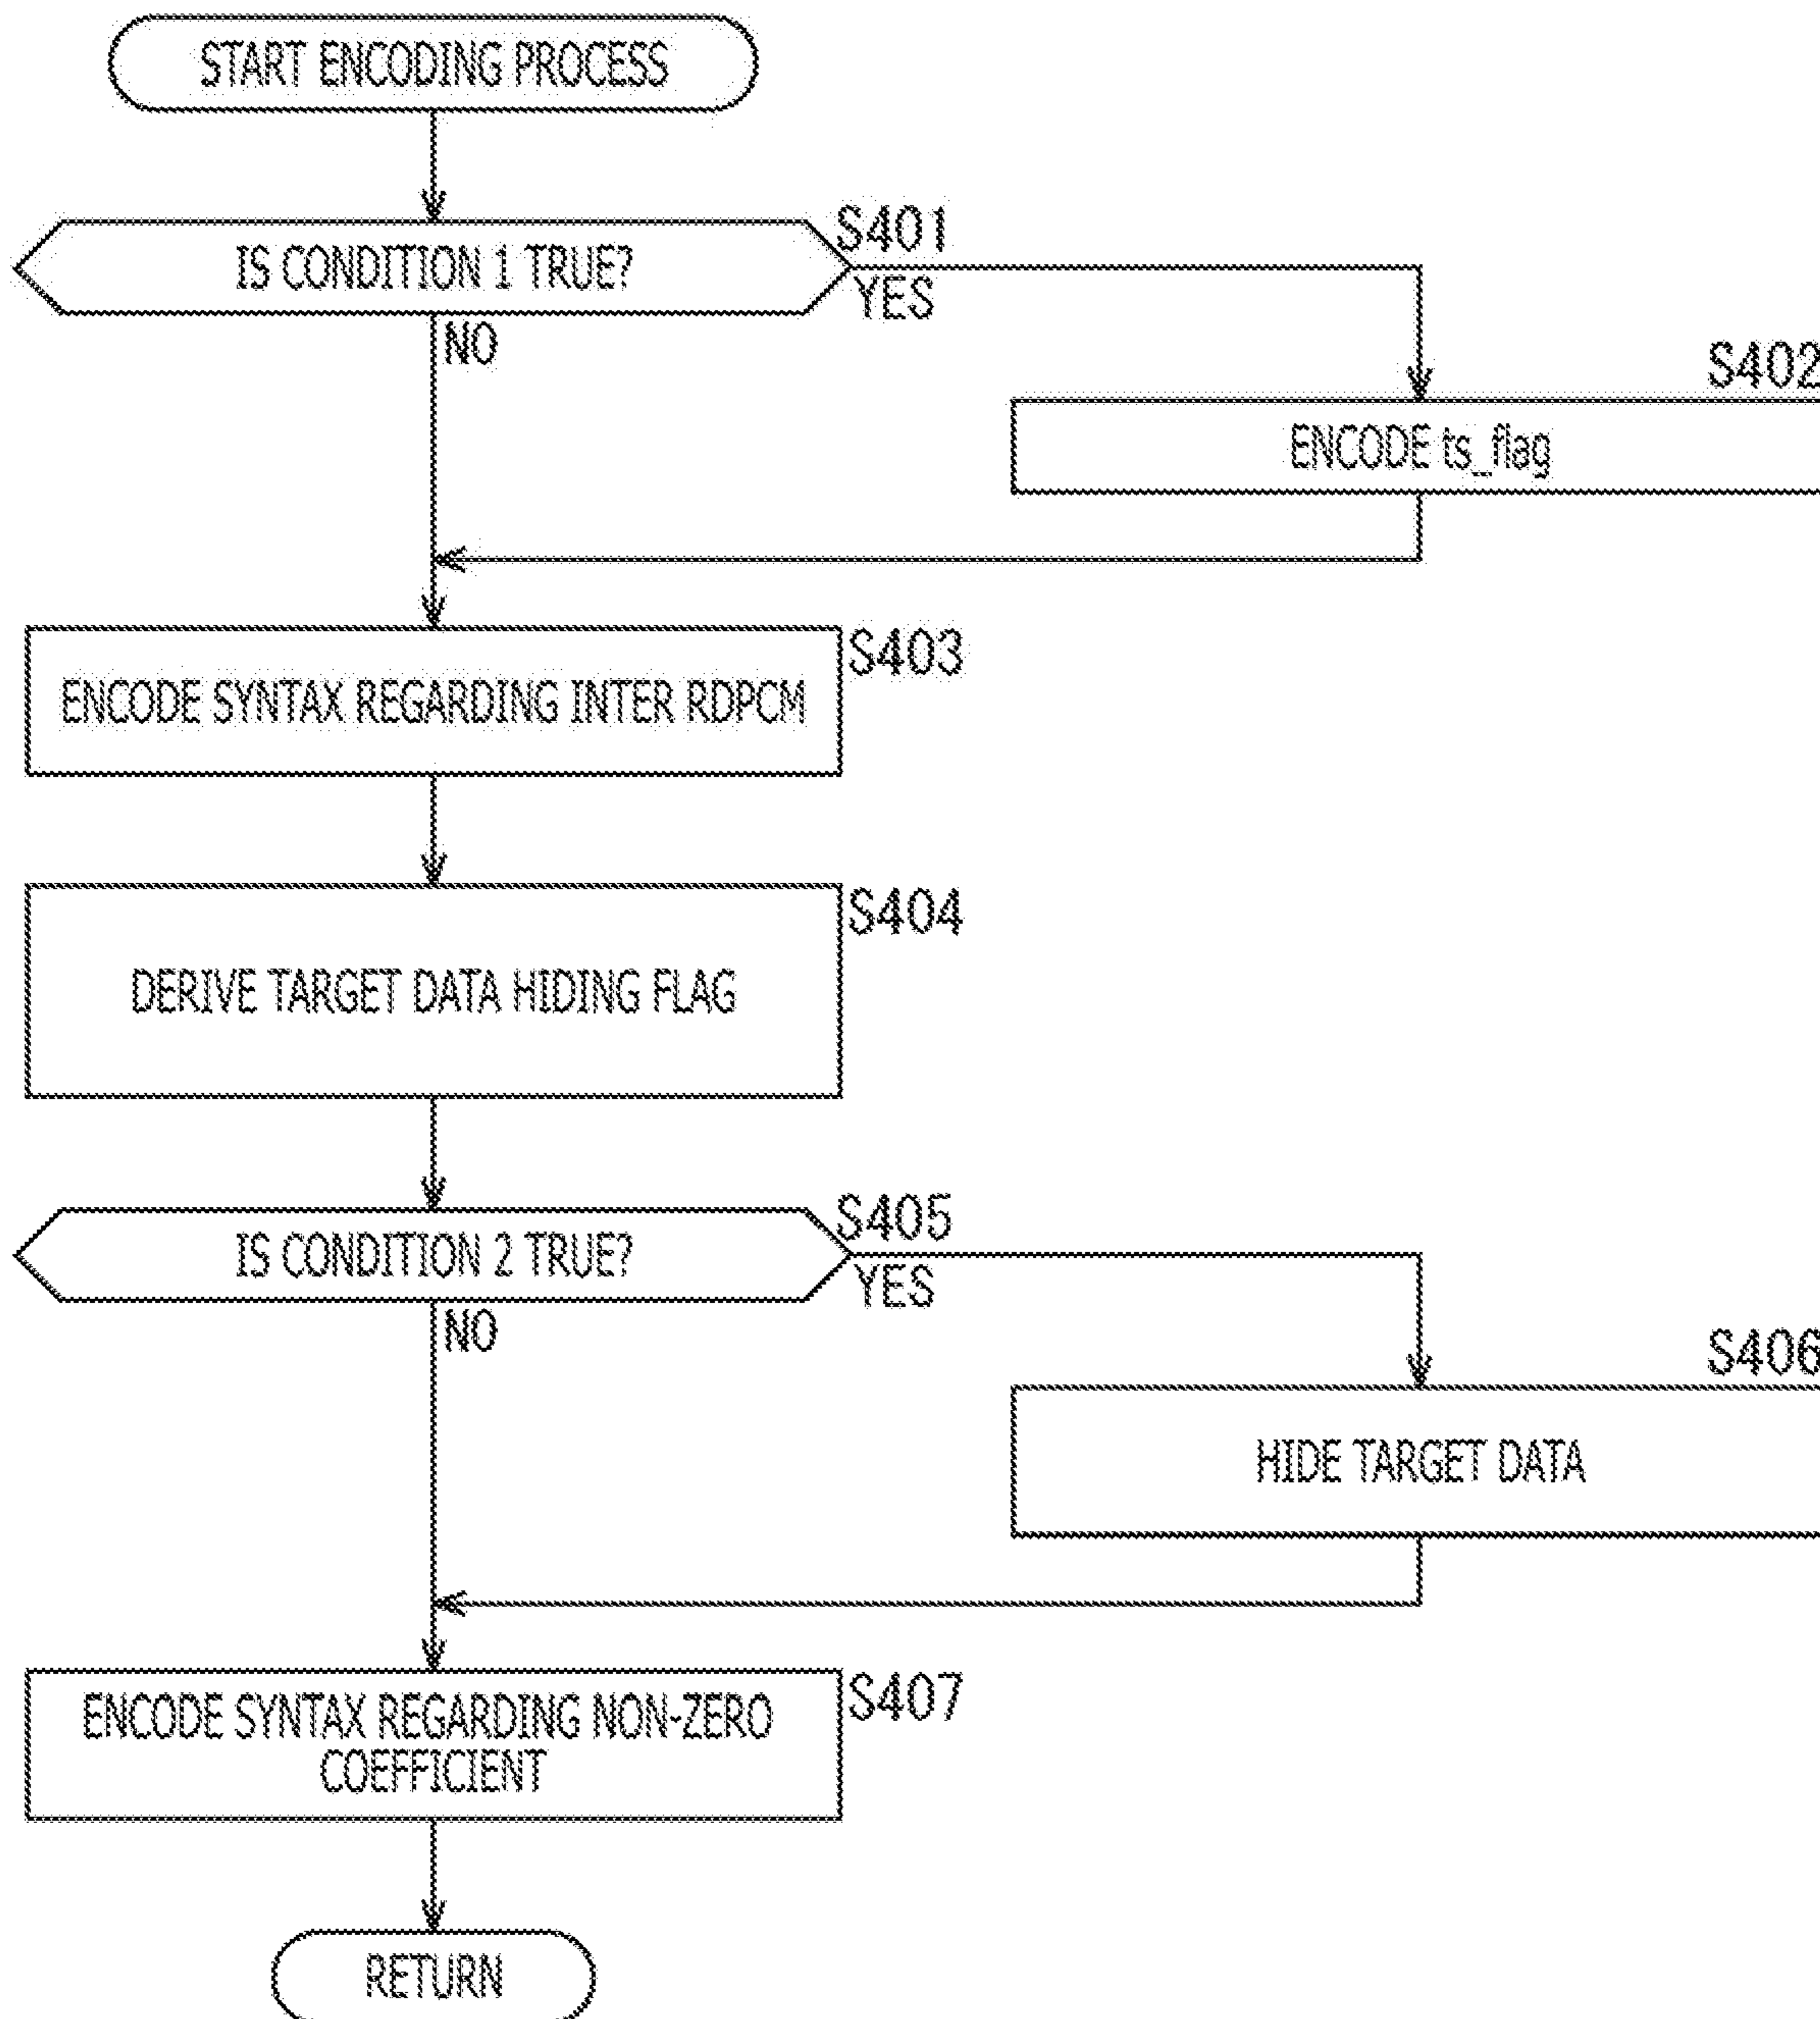 START ENCODING PROCESS
S401
IS CONDITION 1 TRUE?
YES
NO
S402
ENCODE ts_flag
S403
ENCODE SYNTAX REGARDING INTER RDPCM
S404
DERIVE TARGET DATA HIDING FLAG
S405
IS CONDITION 2 TRUE?
YES
NO
S406
HIDE TARGET DATA
S407
ENCODE SYNTAX REGARDING NON-ZERO
COEFFICIENT
RETURN